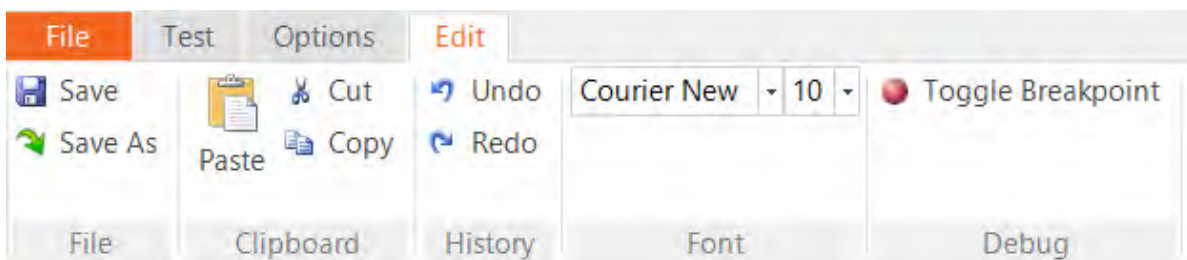 File Test Options Edit
Save Cut Undo Courier New 10 Toggle Breakpoint
Save As Paste Copy Redo
File Clipboard History Font Debug